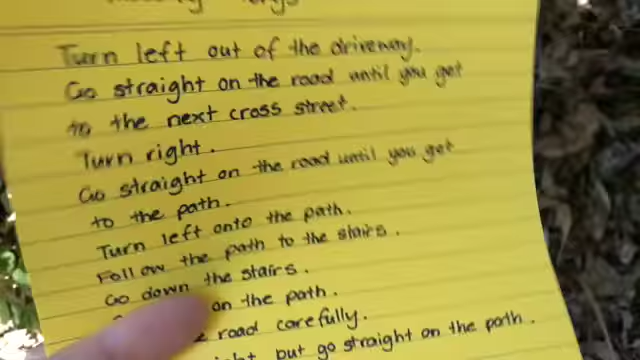 Turn left out of the driveway.
Go straight on the road until you get
to the next cross street.
Turn right.
Go straight on the road until you get
to the path.
Turn left onto the path.
Follow the path to the stairs.
Go down the stairs.
on the path.
road carefully.
but go straight on the path.